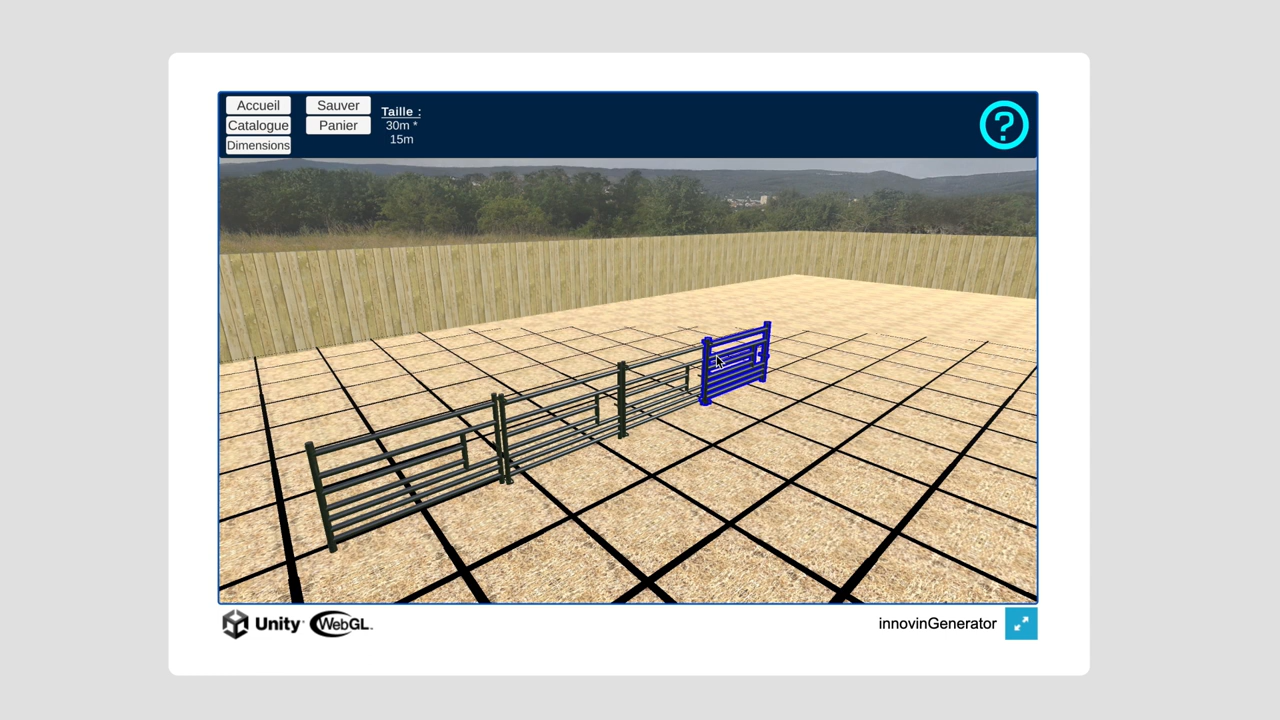 Accueil
Catalogue
Dimensions
Sauver
Panier
Taille :
30m *
15m
?
Unity
WebGL
innovinGenerator